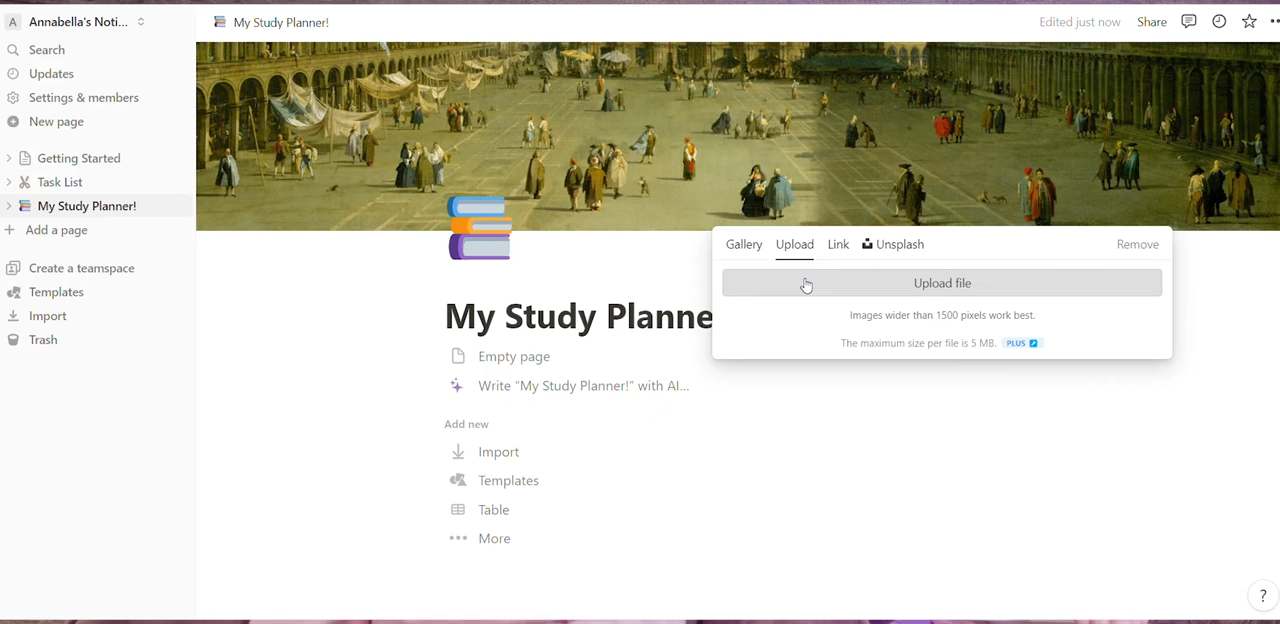 A Annabella's Noti...
My Study Planner!
Edited just now
Share
Search
Updates
Settings & members
New page
Getting Started
Task List
My Study Planner!
Add a page
Create a teamspace
Templates
Import
Trash
Gallery Upload Link Unsplash Remove
Upload file
Images wider than 1500 pixels work best.
The maximum size per file is 5 MB. PLUS
My Study Planne
Empty page
Write “My Study Planner!” with AI...
Add new
Import
Templates
Table
More
?